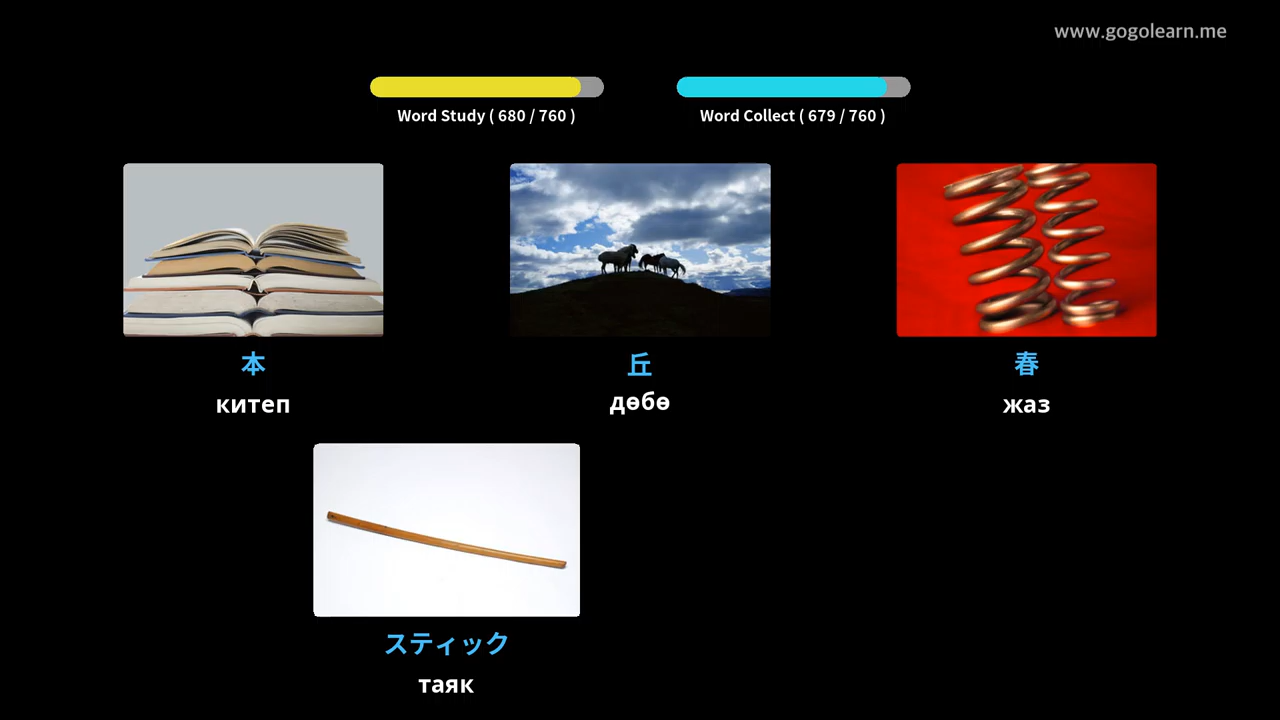 www.gogolearn.me
Word Study ( 680 / 760 )
Word Collect ( 679 / 760 )
本
丘
春
китеп
дөбө
жаз
スティック
таяк